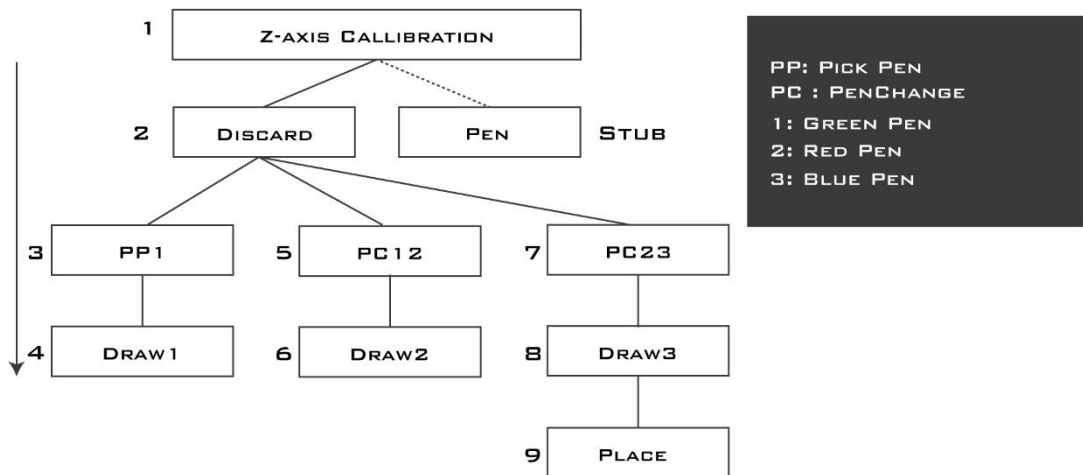 1 Z-AXIS CALLIBRATION
2 DISCARD PEN STUB
3 PP1 5 PC12 7 PC23
4 DRAW1 6 DRAW2 8 DRAW3
9 PLACE
PP: PICK PEN
PC : PENCHANGE
1: GREEN PEN
2: RED PEN
3: BLUE PEN